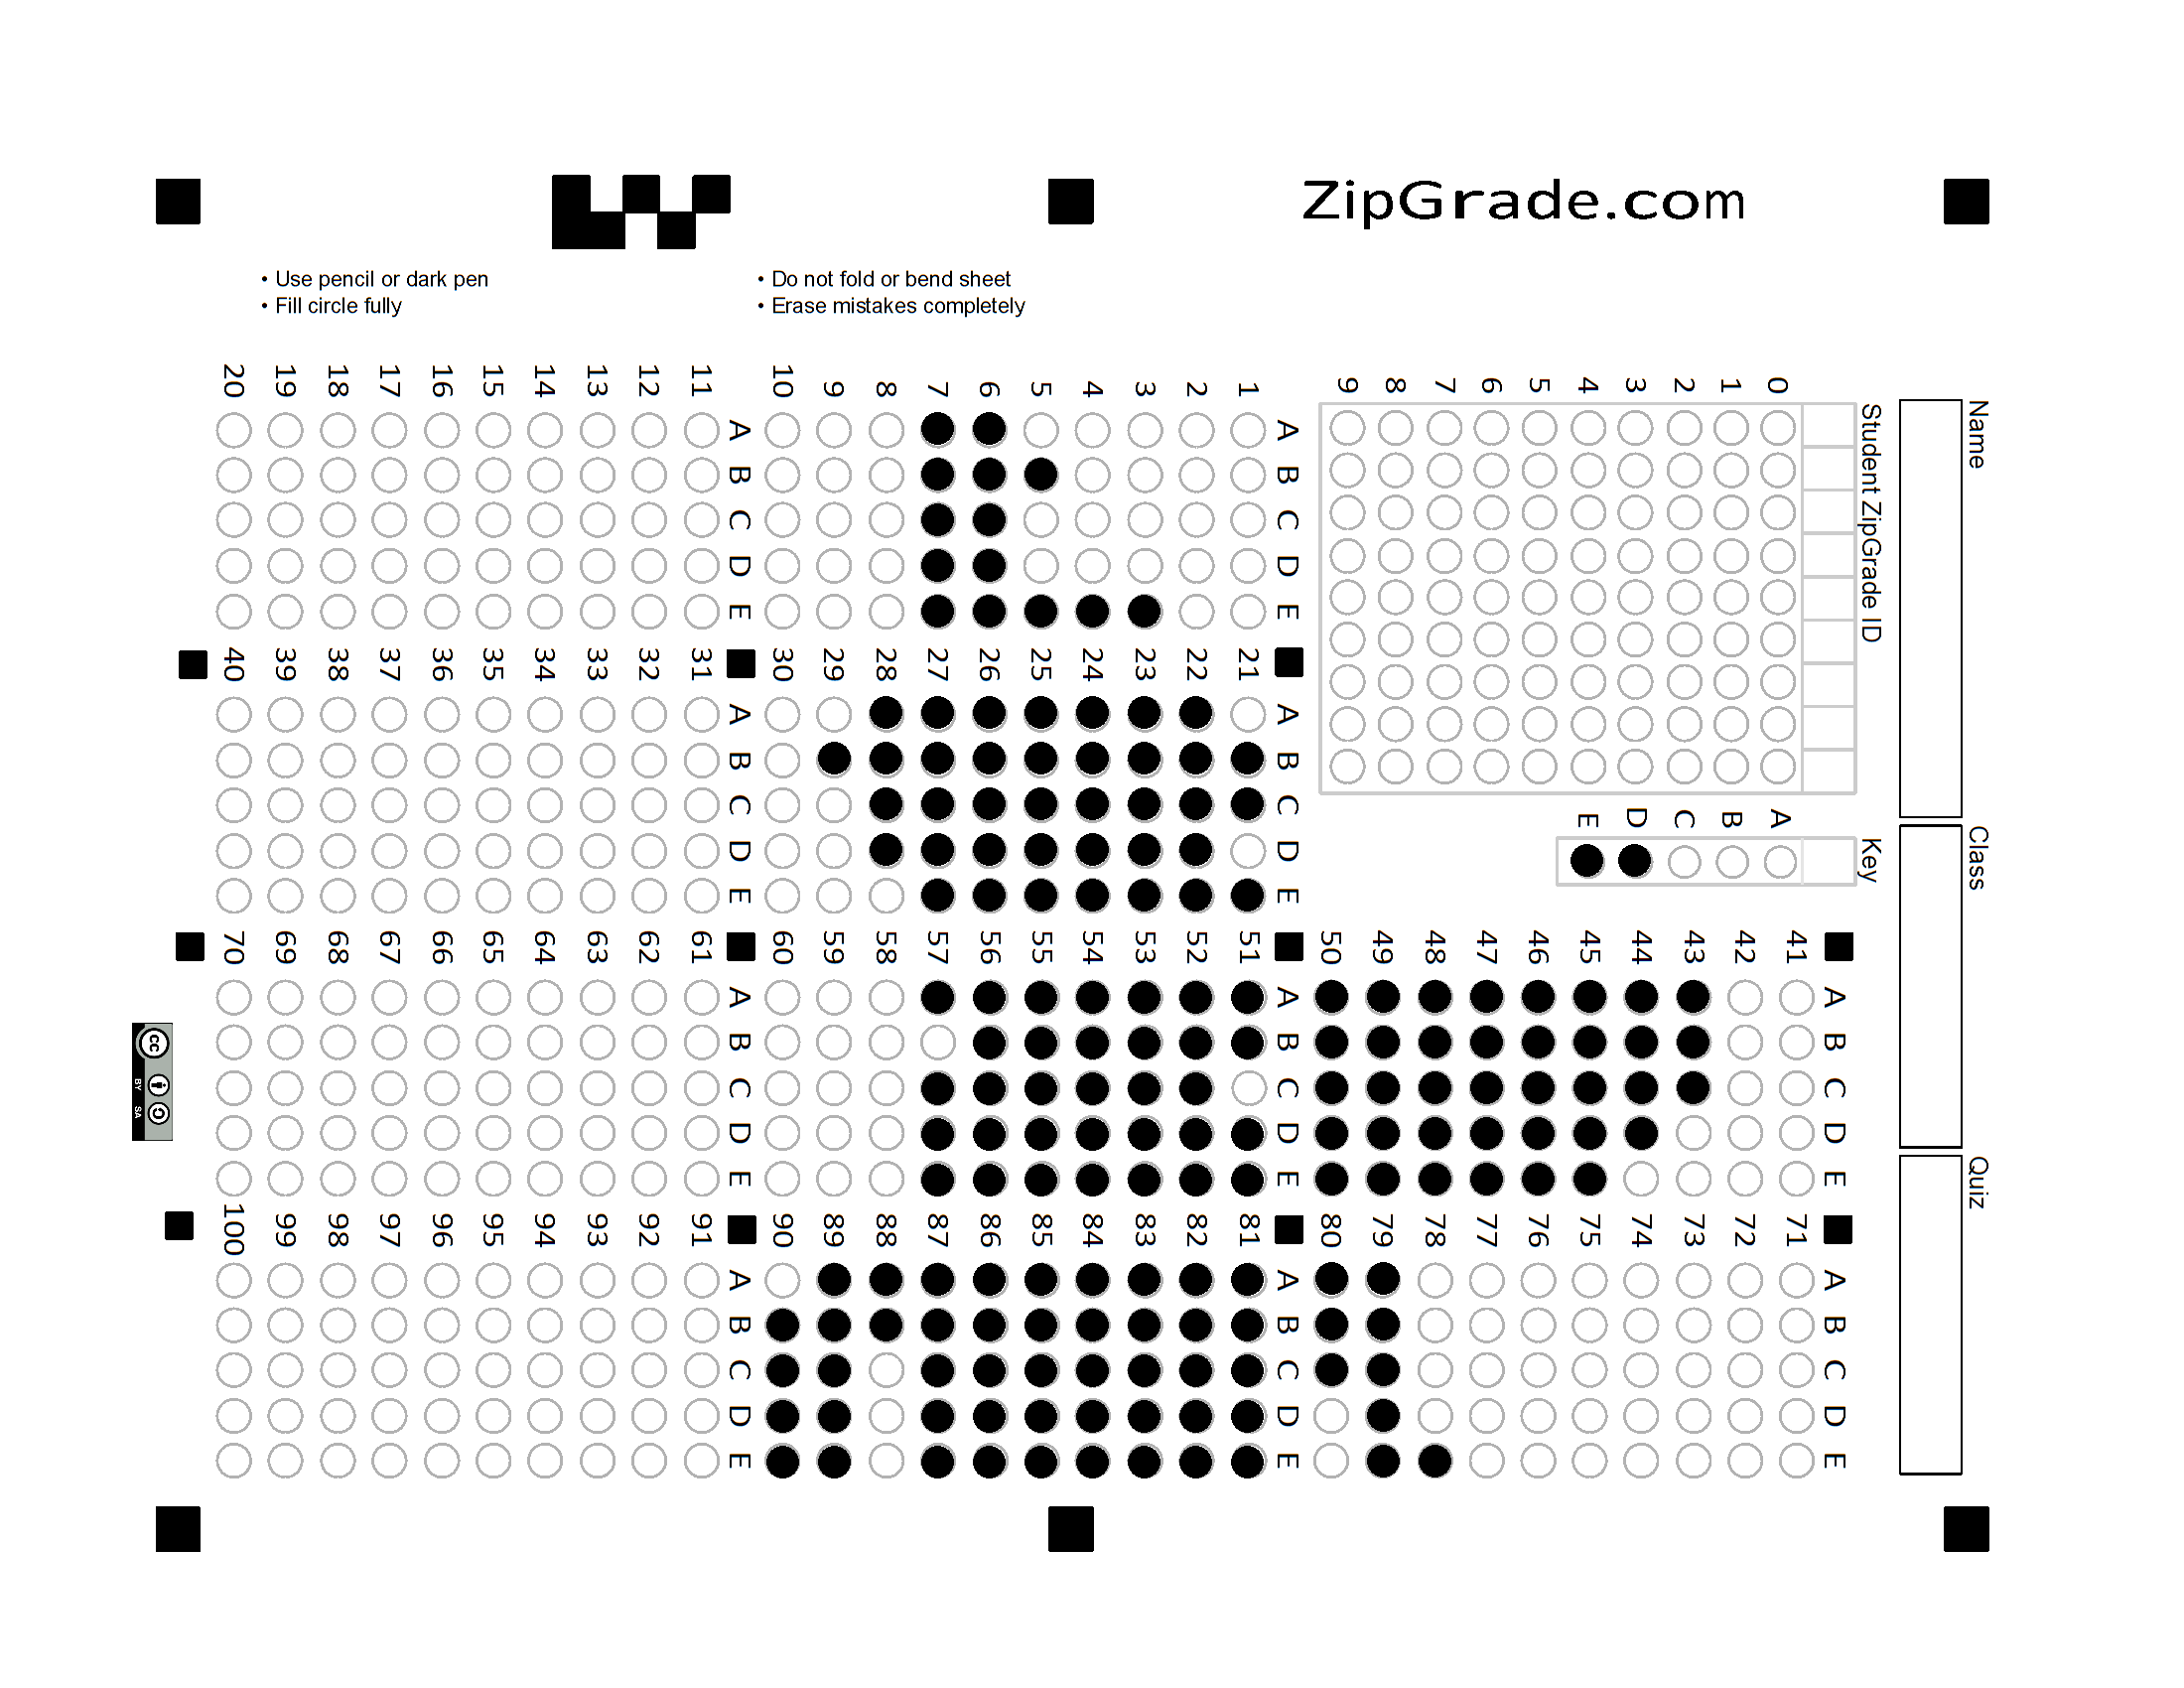 ZipGrade.com
• Use pencil or dark pen
• Fill circle fully
• Do not fold or bend sheet
• Erase mistakes completely
Name
Class
Quiz
Student ZipGrade ID
0 1 2 3 4 5 6 7 8 9
Key
A B C D E
1 2 3 4 5 6 7 8 9 10
A B C D E
11 12 13 14 15 16 17 18 19 20
A B C D E
21 22 23 24 25 26 27 28 29 30
A B C D E
31 32 33 34 35 36 37 38 39 40
A B C D E
41 42 43 44 45 46 47 48 49 50
A B C D E
51 52 53 54 55 56 57 58 59 60
A B C D E
61 62 63 64 65 66 67 68 69 70
A B C D E
71 72 73 74 75 76 77 78 79 80
A B C D E
81 82 83 84 85 86 87 88 89 90
A B C D E
91 92 93 94 95 96 97 98 99 100
A B C D E
cc
BY SA